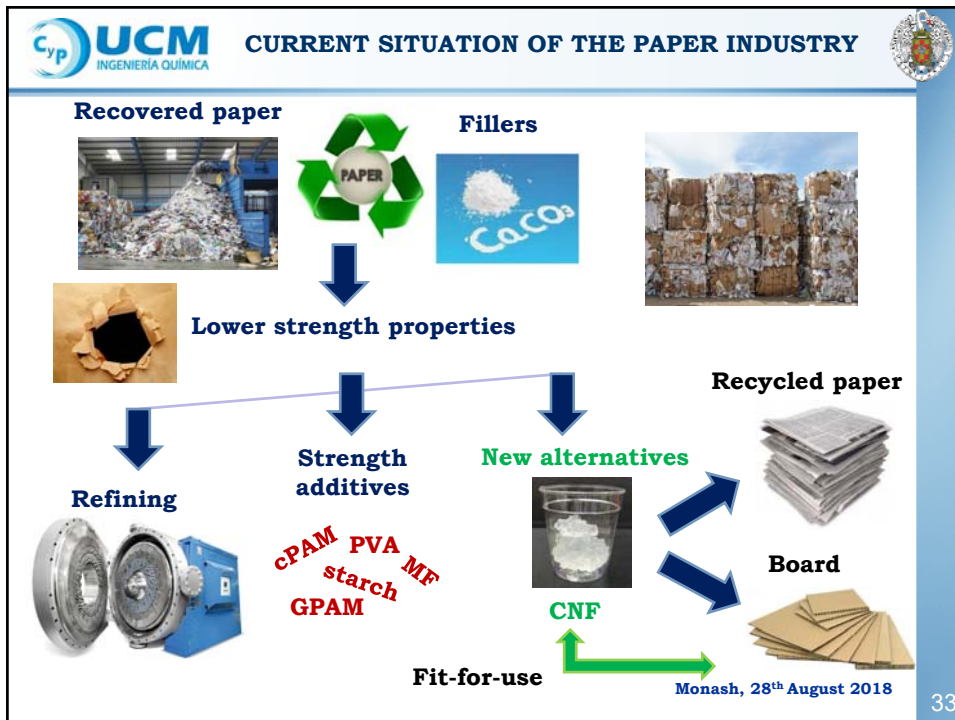 Cyp UCM
INGENIERÍA QUÍMICA
CURRENT SITUATION OF THE PAPER INDUSTRY
Recovered paper
PAPER
Fillers
CaCO3
Lower strength properties
Recycled paper
Refining
Strength
additives
New alternatives
cPAM
PVA
MF
starch
GPAM
Board
CNF
Fit-for-use
Monash, 28th August 2018
33